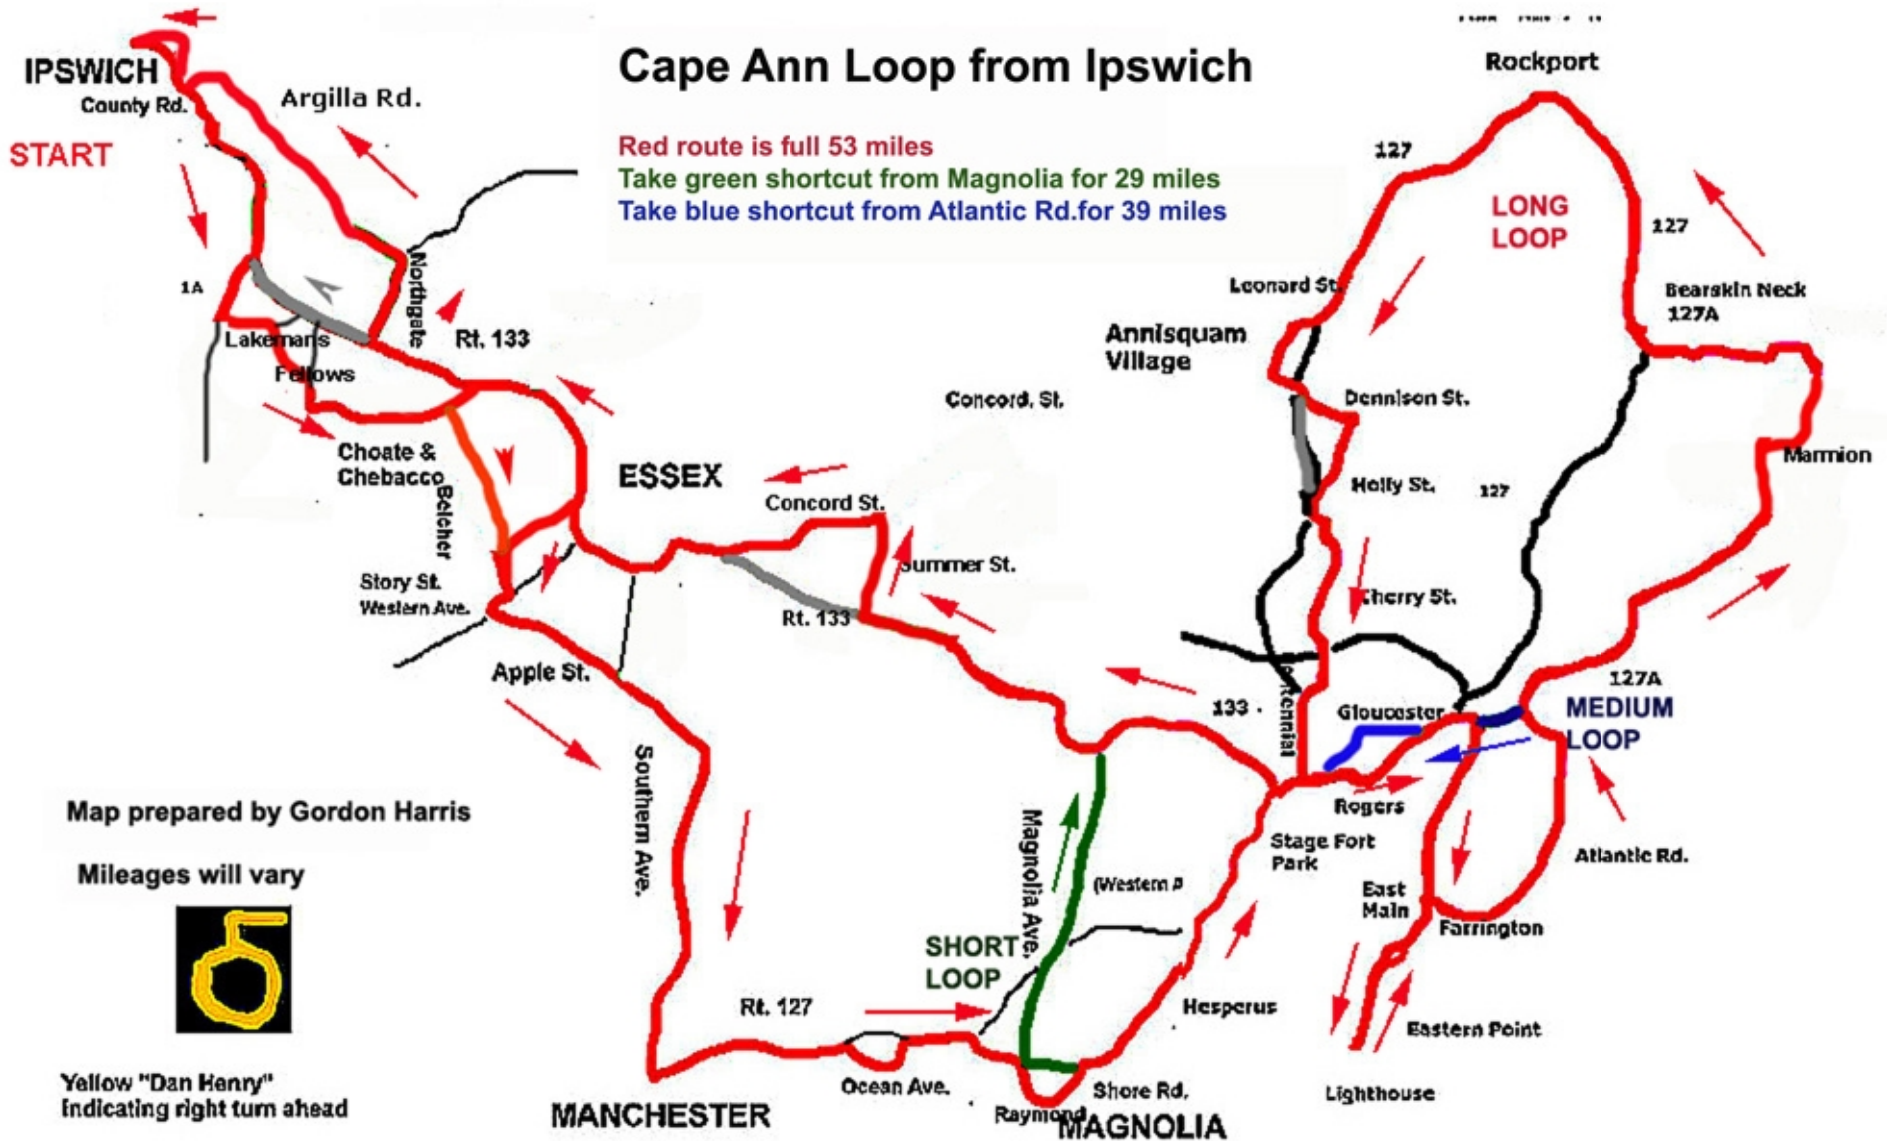 Cape Ann Loop from Ipswich
Red route is full 53 miles
Take green shortcut from Magnolia for 29 miles
Take blue shortcut from Atlantic Rd.for 39 miles
IPSWICH
County Rd.
START
Argilla Rd.
1A
Northgate
Rt. 133
Lakemans
Fellows
Choate &
Chebacco
Belcher
Story St.
Western Ave.
Apple St.
ESSEX
Concord. St.
Concord St.
Summer St.
Rt. 133
Southern Ave.
Rockport
127
LONG
LOOP
127
Bearskin Neck
127A
Leonard St.
Annisquam
Village
Dennison St.
Holly St.
127
Marmion
Cherry St.
127A
MEDIUM
LOOP
133
Gloucester
Rogers
Stage Fort
Park
Atlantic Rd.
East
Main
Farrington
Eastern Point
Lighthouse
Magnolia Ave.
(Western
SHORT
LOOP
Hesperus
Rt. 127
Ocean Ave.
Shore Rd.
Raymond
MAGNOLIA
MANCHESTER
Map prepared by Gordon Harris
Mileages will vary
Yellow "Dan Henry"
Indicating right turn ahead